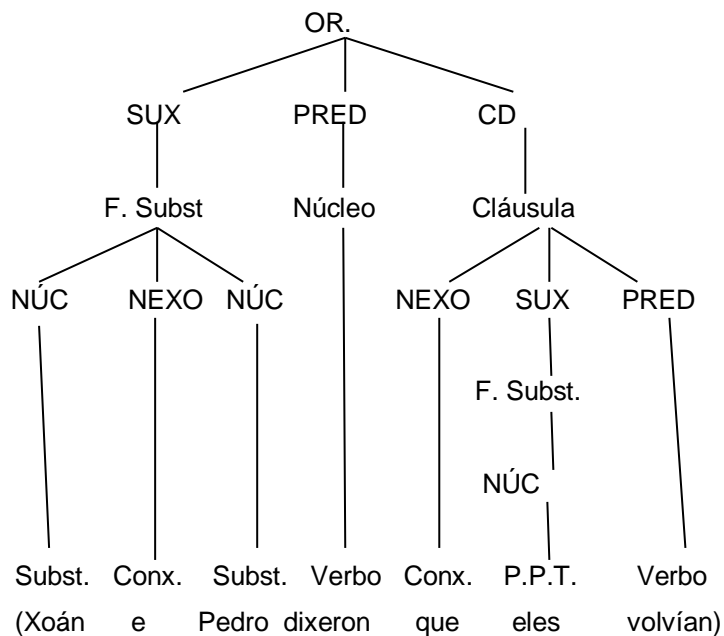 OR.
SUX PRED CD
F. Subst Núcleo Cláusula
NÚC NEXO NÚC NEXO SUX PRED
F. Subst.
NÚC
Subst. Conx. Subst. Verbo Conx. P.P.T. Verbo
(Xoán e Pedro dixeron que eles volvían)